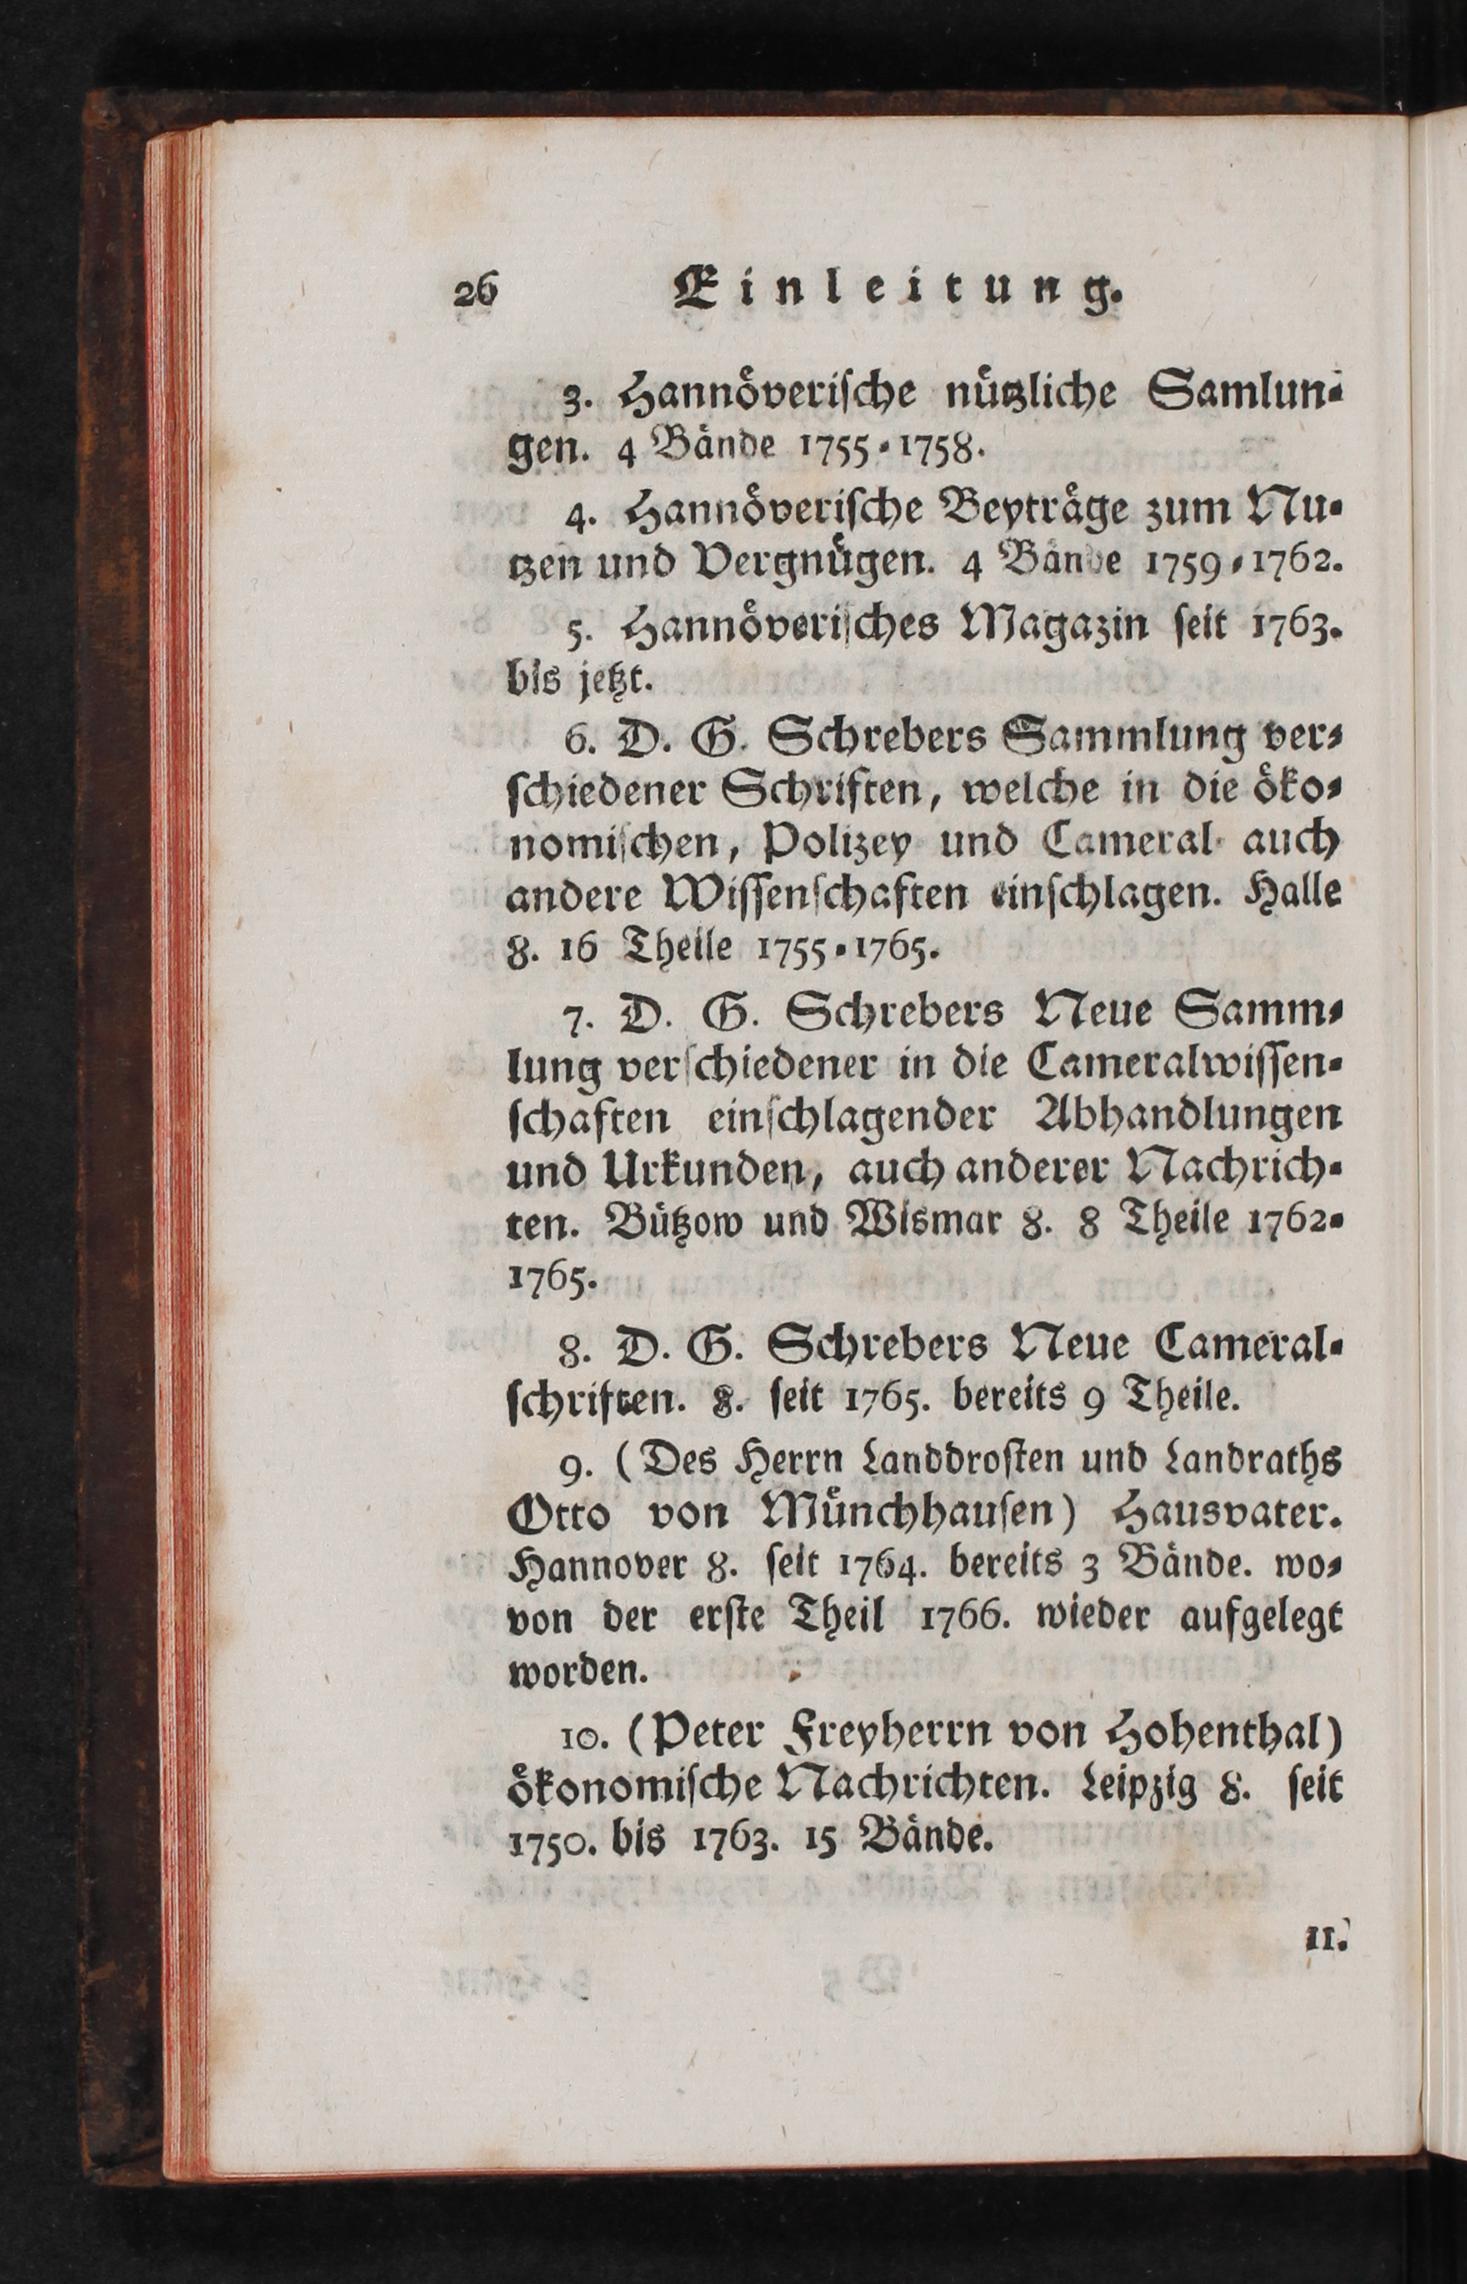 26 Einleitung.
3. Hannöveriſche nützliche Samlun⸗
gen. 4 Bände 1755⸗1758.
4. Hannöveriſche Beyträge zum Nu⸗
tzen und Vergnügen. 4 Bände 1759⸗1762.
5. Hannöveriſches Magazin ſeit 1763.
bis jetzt.
6. D. G. Schrebers Sammlung ver⸗
ſchiedener Schriften, welche in die öko⸗
nomiſchen, Polizey und Cameral⸗ auch
andere Wiſſenſchaften einſchlagen. Halle
8. 16 Theile 1755⸗1765.
7. D. G. Schrebers Neue Samm⸗
lung verſchiedener in die Cameralwiſſen⸗
ſchaften einſchlagender Abhandlungen
und Urkunden, auch anderer Nachrich⸗
ten. Bützow und Wismar 8. 8 Theile 1762⸗
1765.
8. D. G. Schrebers Neue Cameral⸗
ſchriften. 8. ſeit 1765. bereits 9 Theile.
9. (Des Herrn Landdroſten und Landraths
Otto von Münchhauſen) Hausvater.
Hannover 8. ſeit 1764. bereits 3 Bände. wo⸗
von der erſte Theil 1766. wieder aufgelegt
worden.
10. (Peter Freyherrn von Hohenthal)
ökonomiſche Nachrichten. Leipzig 8. ſeit
1750. bis 1763. 15 Bände.
11.